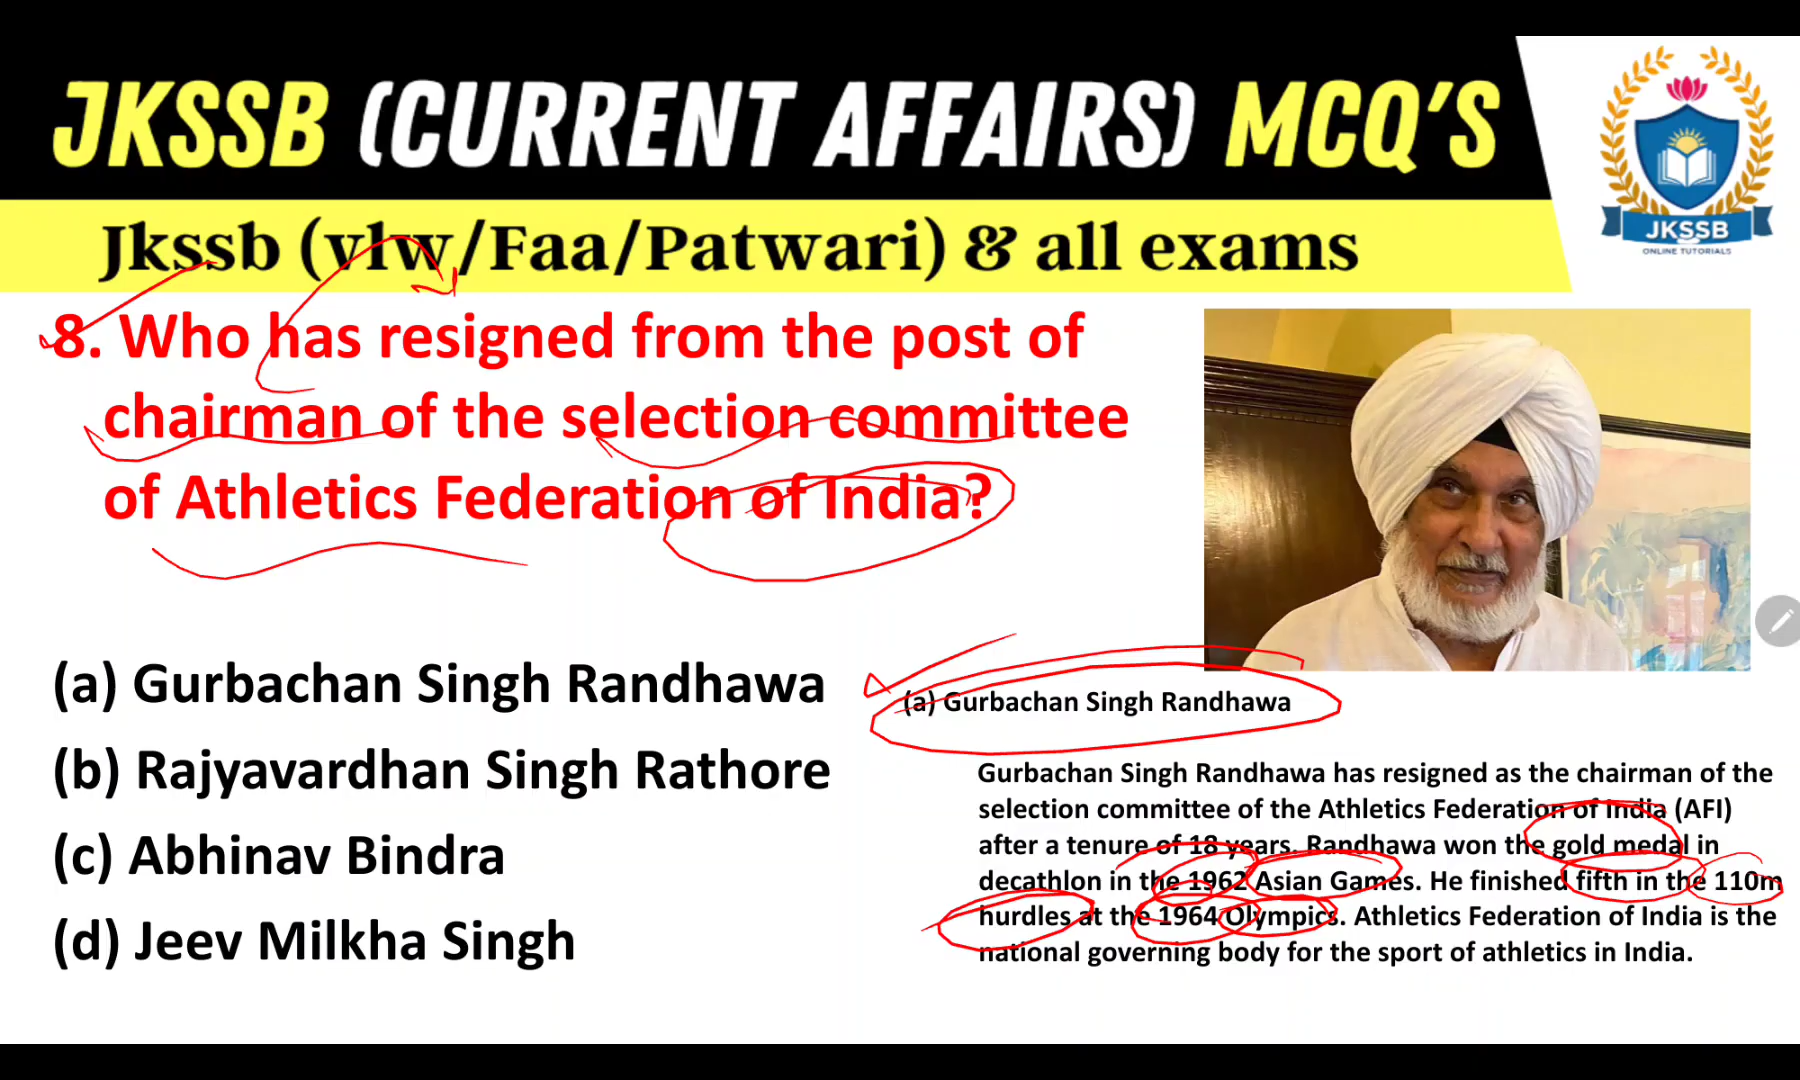 JKSSB (CURRENT AFFAIRS) MCQ'S
JKSSB
ONLINE TUTORIALS
Jkssb (vlw/Faa/Patwari) & all exams
8. Who has resigned from the post of
chairman of the selection committee
of Athletics Federation of India?
(a) Gurbachan Singh Randhawa
(b) Rajyavardhan Singh Rathore
(c) Abhinav Bindra
(d) Jeev Milkha Singh
(a) Gurbachan Singh Randhawa
Gurbachan Singh Randhawa has resigned as the chairman of the
selection committee of the Athletics Federation of India (AFI)
after a tenure of 18 years. Randhawa won the gold medal in
decathlon in the 1962 Asian Games. He finished fifth in the 110m
hurdles at the 1964 Olympics. Athletics Federation of India is the
national governing body for the sport of athletics in India.